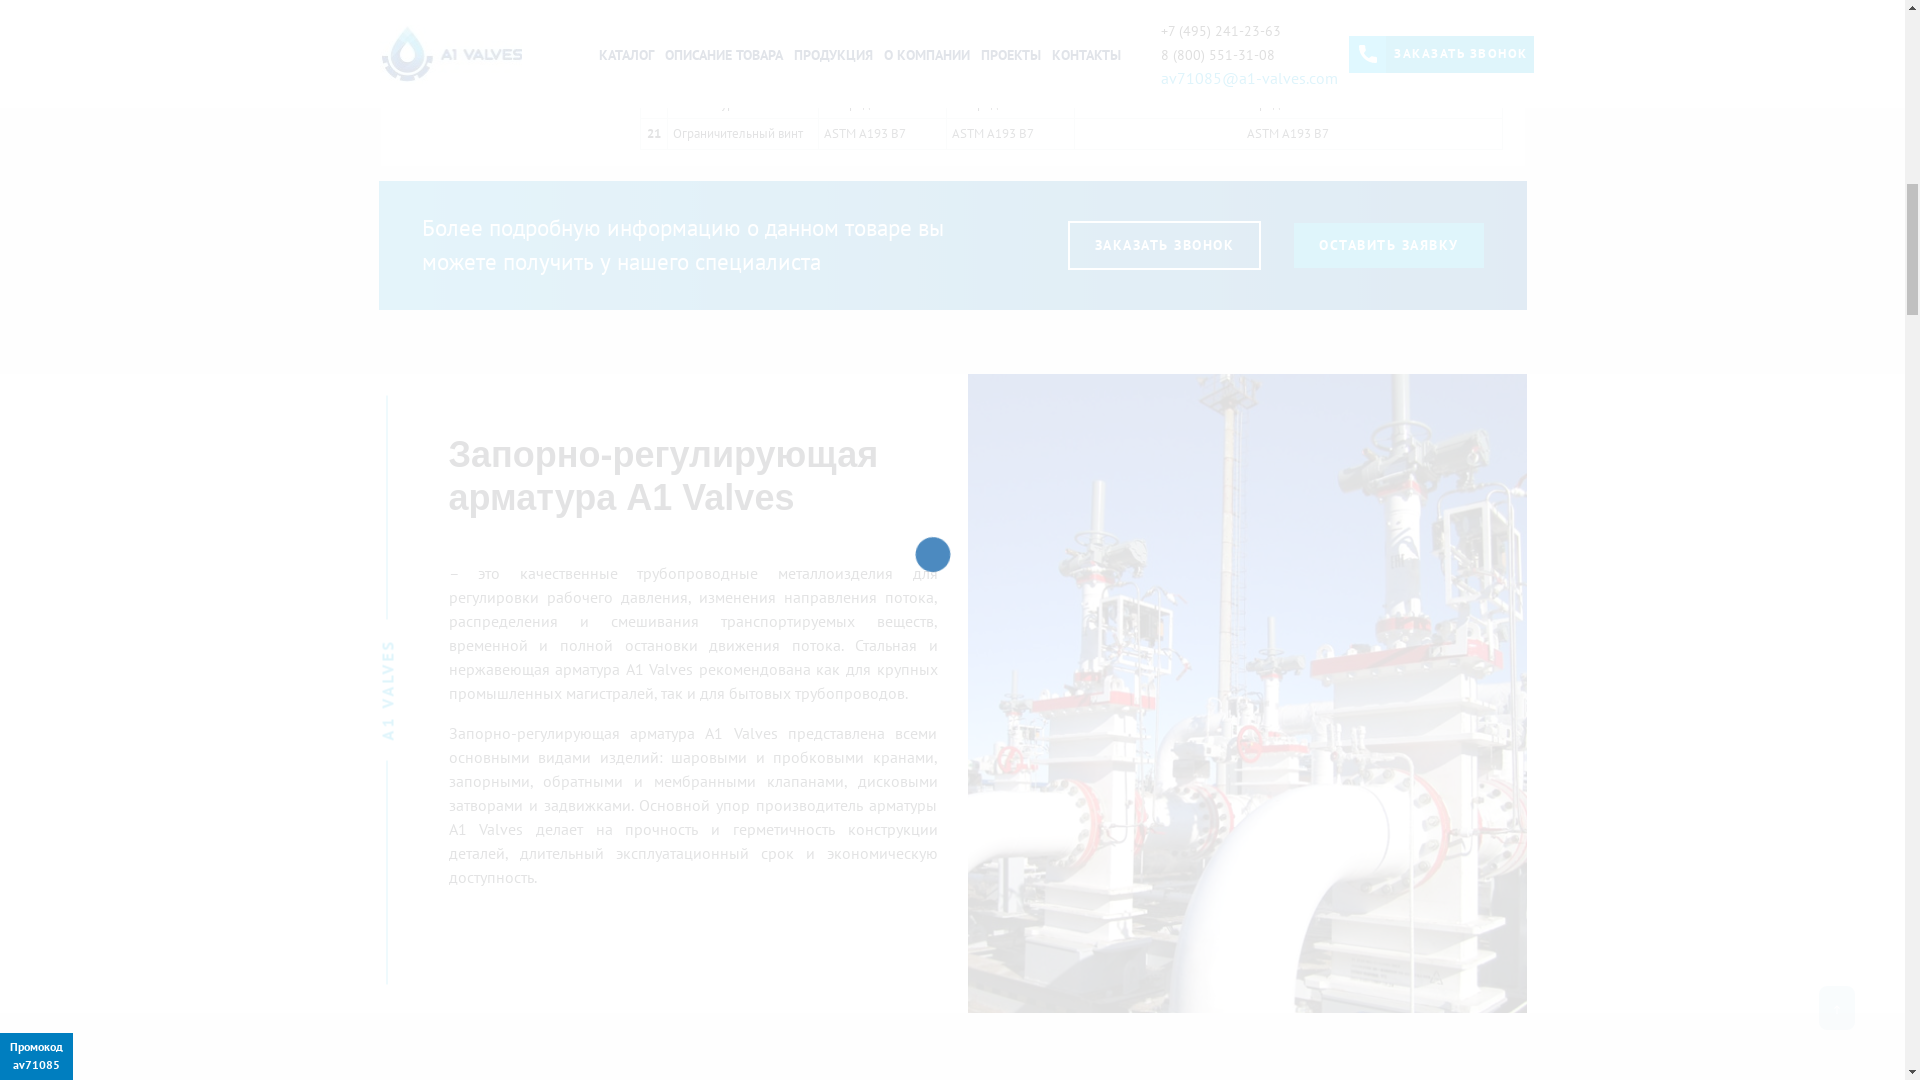 A1 VALVES
КАТАЛОГ ОПИСАНИЕ ТОВАРА ПРОДУКЦИЯ О КОМПАНИИ ПРОЕКТЫ КОНТАКТЫ
+7 (495) 241-23-63
8 (800) 551-31-08
av71085@a1-valves.com
ЗАКАЗАТЬ ЗВОНОК
21 Ограничительный винт ASTM A193 B7 ASTM A193 B7 ASTM A193 B7
Более подробную информацию о данном товаре вы
можете получить у нашего специалиста
ЗАКАЗАТЬ ЗВОНОК
ОСТАВИТЬ ЗАЯВКУ
A1 VALVES
Запорно-регулирующая
арматура A1 Valves
– это качественные трубопроводные металлоизделия для
регулировки рабочего давления, изменения направления потока,
распределения и смешивания транспортируемых веществ,
временной и полной остановки движения потока. Стальная и
нержавеющая арматура A1 Valves рекомендована как для крупных
промышленных магистралей, так и для бытовых трубопроводов.
Запорно-регулирующая арматура A1 Valves представлена всеми
основными видами изделий: шаровыми и пробковыми кранами,
запорными, обратными и мембранными клапанами, дисковыми
затворами и задвижками. Основной упор производитель арматуры
A1 Valves делает на прочность и герметичность конструкции
деталей, длительный эксплуатационный срок и экономическую
доступность.
Промокод
av71085